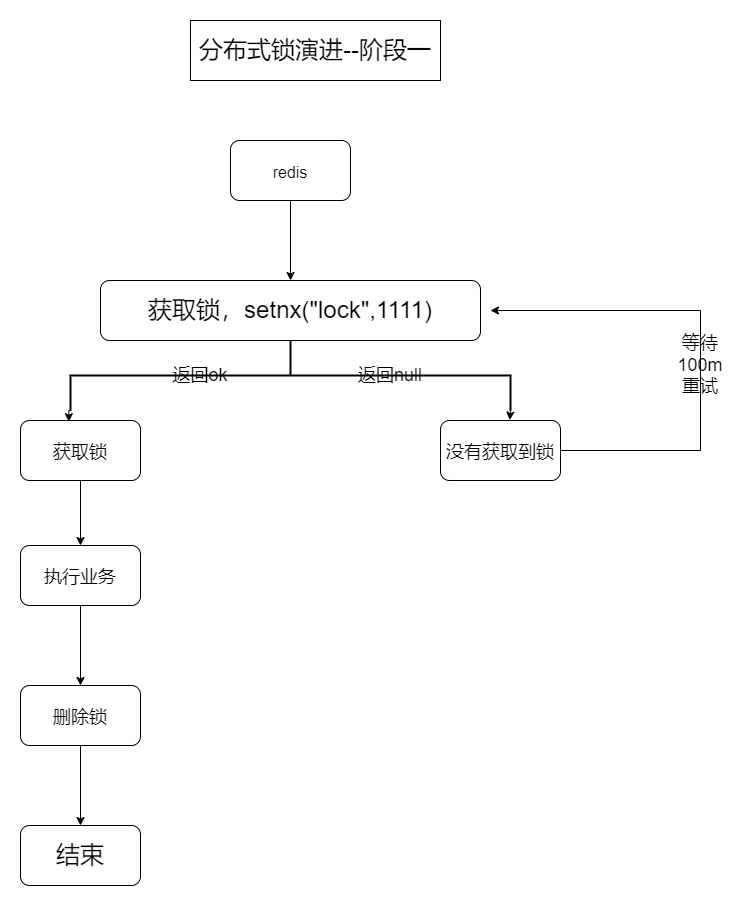 分布式锁演进--阶段一
redis
获取锁，setnx("lock",1111)
返回ok
返回null
等待
100m
重试
获取锁
没有获取到锁
执行业务
删除锁
结束